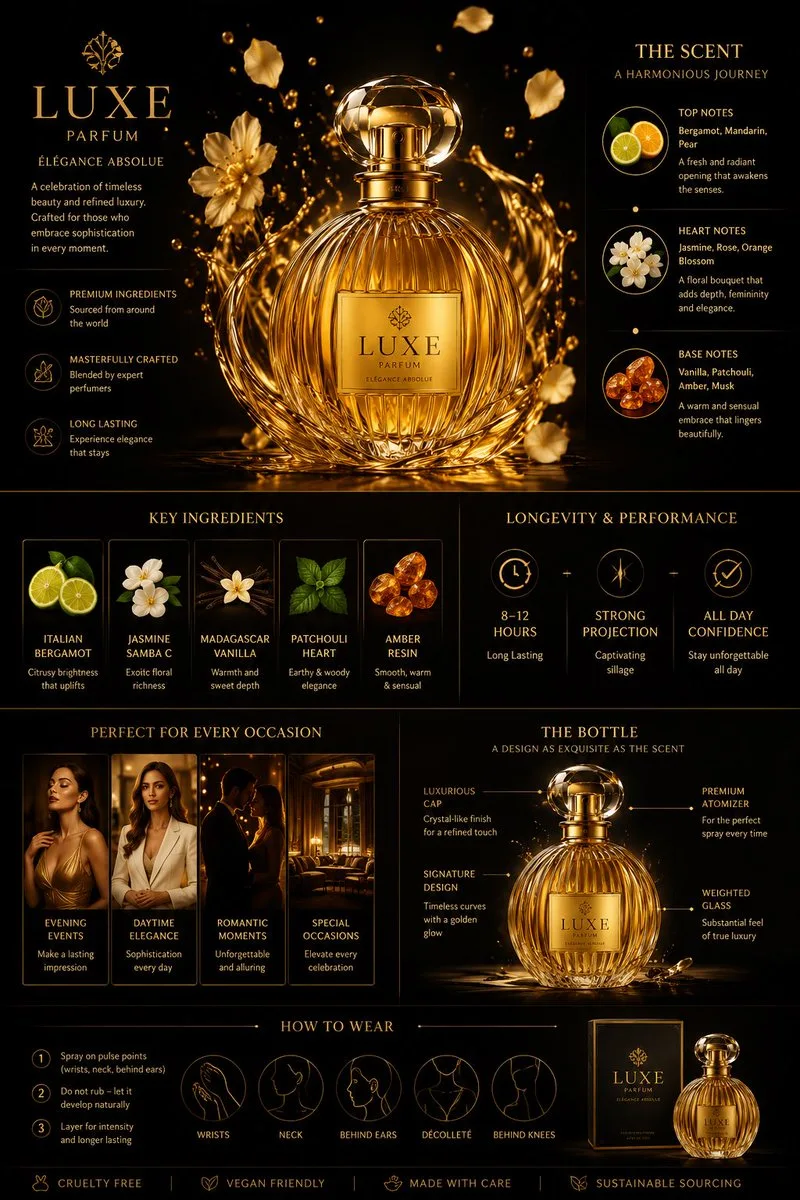 LUXE
PARFUM
ÉLÉGANCE ABSOLUE
A celebration of timeless
beauty and refined luxury.
Crafted for those who
embrace sophistication
in every moment.
PREMIUM INGREDIENTS
Sourced from around
the world
MASTERFULLY CRAFTED
Blended by expert
perfumers
LONG LASTING
Experience elegance
that stays
LUXE
PARFUM
ÉLÉGANCE ABSOLUE
THE SCENT
A HARMONIOUS JOURNEY
TOP NOTES
Bergamot, Mandarin,
Pear
A fresh and radiant
opening that awakens
the senses.
HEART NOTES
Jasmine, Rose, Orange
Blossom
A floral bouquet that
adds depth, femininity
and elegance.
BASE NOTES
Vanilla, Patchouli,
Amber, Musk
A warm and sensual
embrace that lingers
beautifully.
KEY INGREDIENTS
ITALIAN
BERGAMOT
Citrusy brightness
that uplifts
JASMINE
SAMBA C
Exoitc floral
richness
MADAGASCAR
VANILLA
Warmth and
sweet depth
PATCHOULI
HEART
Earthy & woody
elegance
AMBER
RESIN
Smooth, warm
& sensual
LONGEVITY & PERFORMANCE
8–12
HOURS
Long Lasting
STRONG
PROJECTION
Captivating
sillage
ALL DAY
CONFIDENCE
Stay unforgettable
all day
PERFECT FOR EVERY OCCASION
EVENING
EVENTS
Make a lasting
impression
DAYTIME
ELEGANCE
Sophistication
every day
ROMANTIC
MOMENTS
Unforgettable
and alluring
SPECIAL
OCCASIONS
Elevate every
celebration
THE BOTTLE
A DESIGN AS EXQUISITE AS THE SCENT
LUXURIOUS
CAP
Crystal-like finish
for a refined touch
SIGNATURE
DESIGN
Timeless curves
with a golden
glow
LUXE
PARFUM
PREMIUM
ATOMIZER
For the perfect
spray every time
WEIGHTED
GLASS
Substantial feel
of true luxury
HOW TO WEAR
1 Spray on pulse points
(wrists, neck, behind ears)
2 Do not rub – let it
develop naturally
3 Layer for intensity
and longer lasting
WRISTS
NECK
BEHIND EARS
DÉCOLLETÉ
BEHIND KNEES
LUXE
PARFUM
ÉLÉGANCE ABSOLUE
LUXE
CRUELTY FREE
VEGAN FRIENDLY
MADE WITH CARE
SUSTAINABLE SOURCING